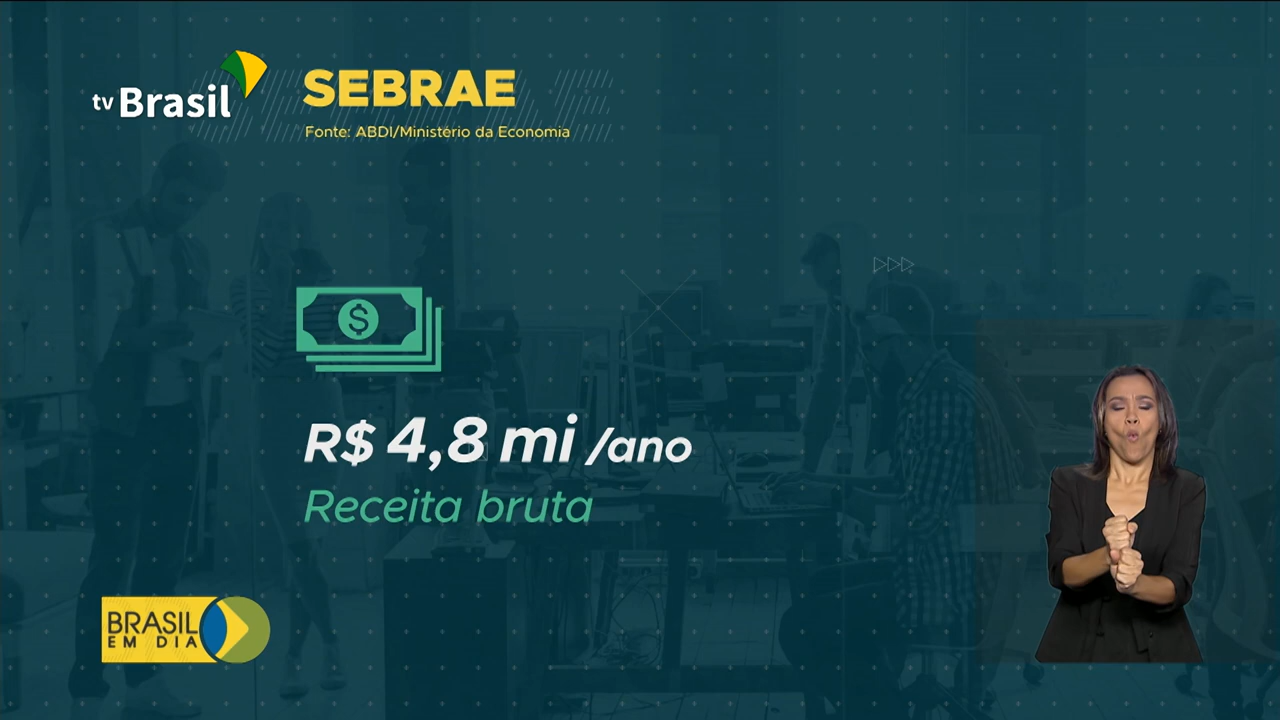 tv Brasil
SEBRAE
Fonte: ABDI/Ministério da Economia
$
R$ 4,8 mi /ano
Receita bruta
BRASIL
EM DIA